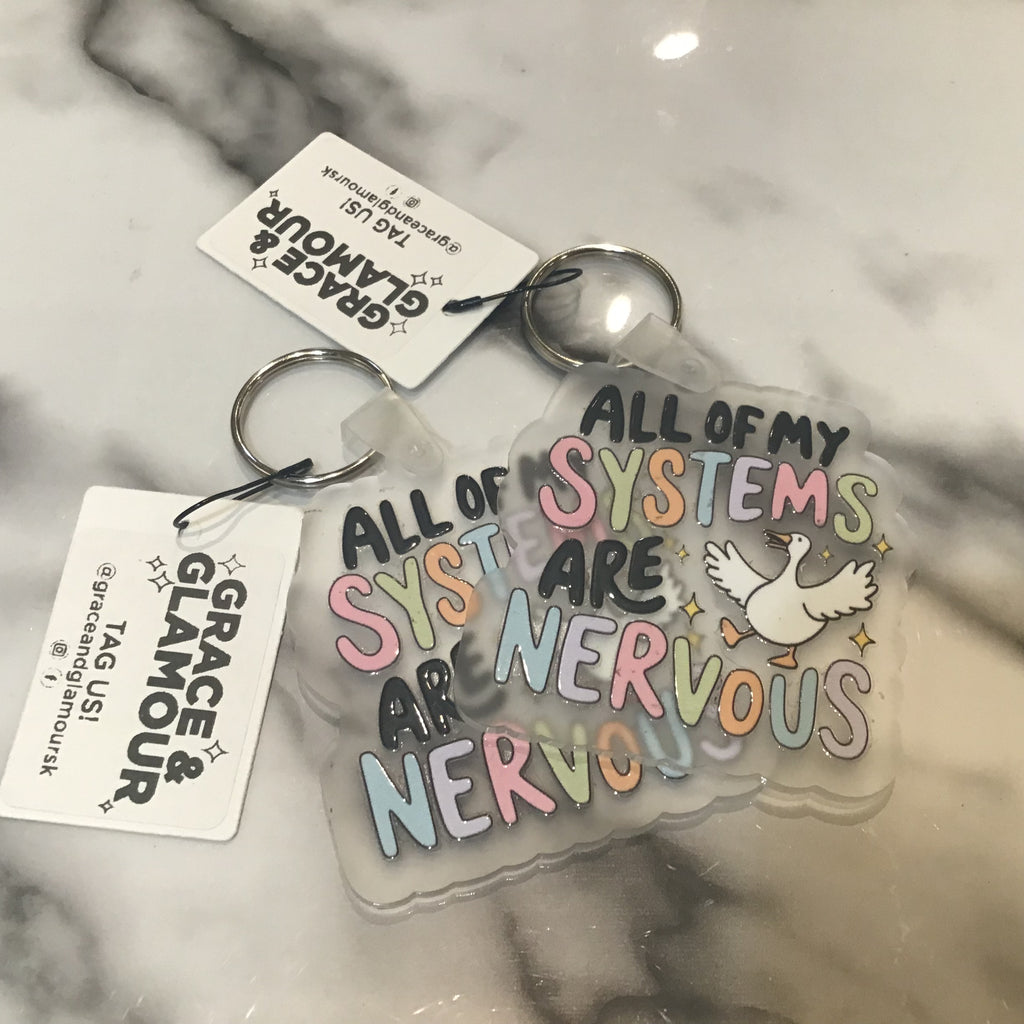 GRACE &
GLAMOUR
TAG US!
@graceandglamoursk
ALL OF MY
SYSTEMS
ARE
NERVOUS
ALL OF
SYST
ARE
NERVOUS
GRACE &
GLAMOUR
TAG US!
@graceandglamoursk